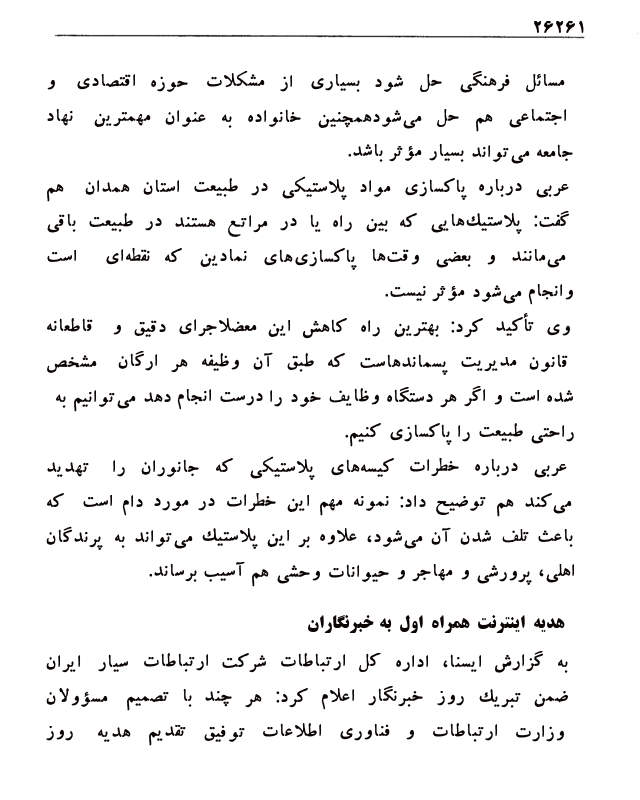 ۲۶۲۶۱
مسائل فرهنگی حل شود بسیاری از مشکلات حوزه اقتصادی و
اجتماعی هم حل می‌شودهمچنین خانواده به عنوان مهمترین نهاد
جامعه می‌تواند بسیار مؤثر باشد.
عربی درباره پاکسازی مواد پلاستیکی در طبیعت استان همدان هم
گفت: پلاستیك‌هایی که بین راه یا در مراتع هستند در طبیعت باقی
می‌مانند و بعضی وقت‌ها پاکسازی‌های نمادین که نقطه‌ای است
وانجام می‌شود مؤثر نیست.
وی تأکید کرد: بهترین راه کاهش این معضلاجرای دقیق و قاطعانه
قانون مدیریت پسماندهاست که طبق آن وظیفه هر ارگان مشخص
شده است و اگر هر دستگاه وظایف خود را درست انجام دهد می‌توانیم به
راحتی طبیعت را پاکسازی کنیم.
عربی درباره خطرات کیسه‌های پلاستیکی که جانوران را تهدید
می‌کند هم توضیح داد: نمونه مهم این خطرات در مورد دام است که
باعث تلف شدن آن می‌شود، علاوه بر این پلاستیك می‌تواند به پرندگان
اهلی، پرورشی و مهاجر و حیوانات وحشی هم آسیب برساند.
هدیه اینترنت همراه اول به خبرنگاران
به گزارش ایسنا، اداره کل ارتباطات شرکت ارتباطات سیار ایران
ضمن تبریك روز خبرنگار اعلام کرد: هر چند با تصمیم مسؤولان
وزارت ارتباطات و فناوری اطلاعات توفیق تقدیم هدیه روز